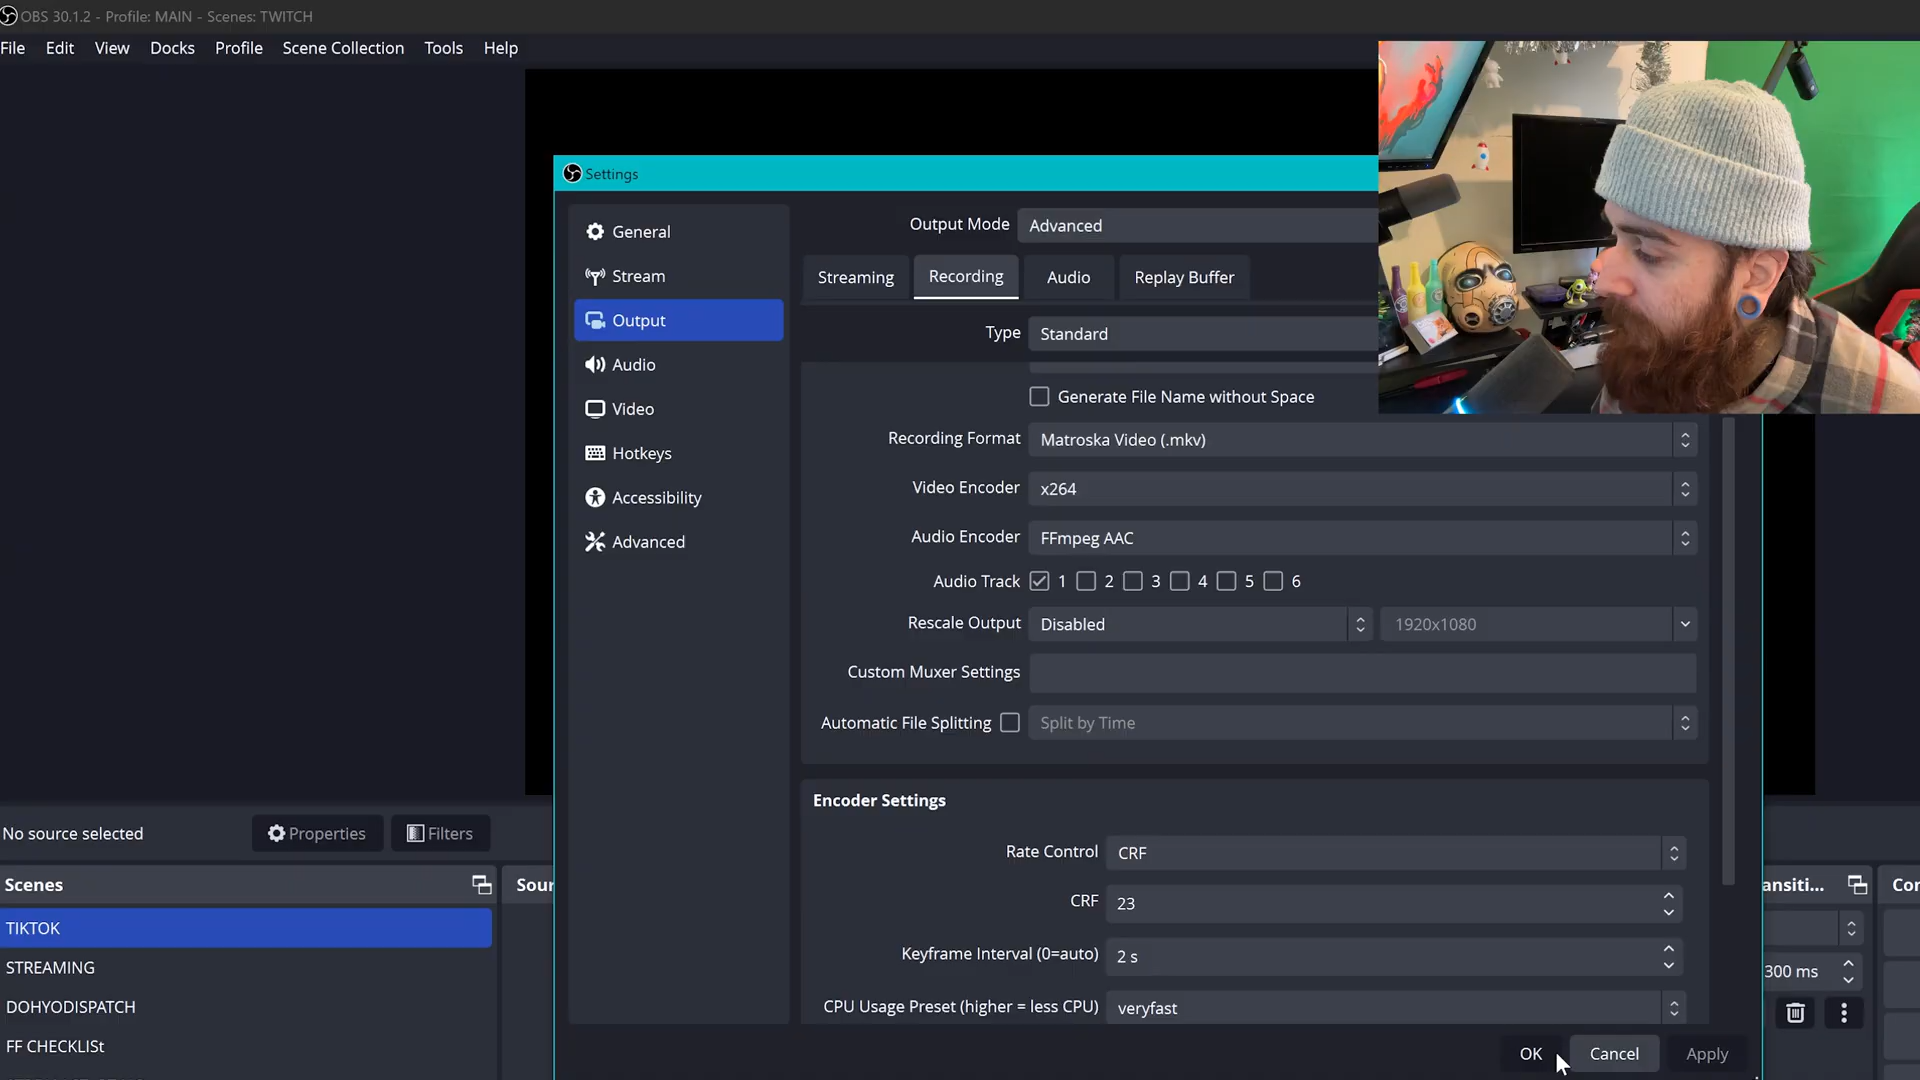 OBS 30.1.2 - Profile: MAIN - Scenes: TWITCH
File Edit View Docks Profile Scene Collection Tools Help
Settings
General
Stream
Output
Audio
Video
Hotkeys
Accessibility
Advanced
Output Mode Advanced
Streaming Recording Audio Replay Buffer
Type Standard
Generate File Name without Space
Recording Format Matroska Video (.mkv)
Video Encoder x264
Audio Encoder FFmpeg AAC
Audio Track 1 2 3 4 5 6
Rescale Output Disabled 1920x1080
Custom Muxer Settings
Automatic File Splitting Split by Time
Encoder Settings
Rate Control CRF
CRF 23
Keyframe Interval (0=auto) 2 s
CPU Usage Preset (higher = less CPU) veryfast
OK Cancel Apply
No source selected Properties Filters
Scenes
TIKTOK
STREAMING
DOHYODISPATCH
FF CHECKLISt
Sour
ansiti...
300 ms
Cor